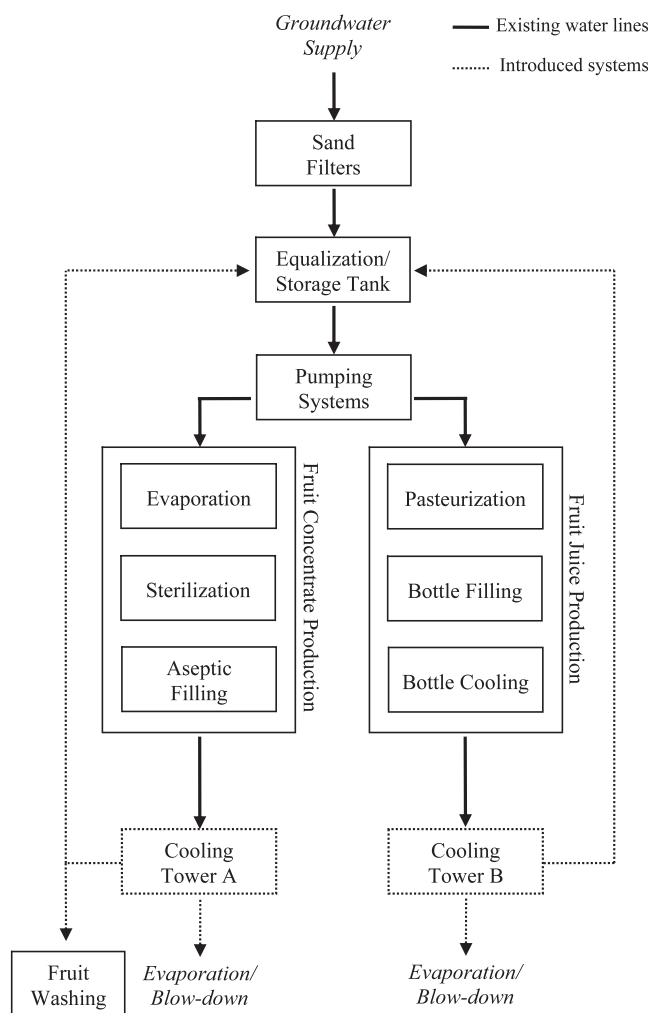 Groundwater
Supply
Existing water lines
Introduced systems
Sand
Filters
Equalization/
Storage Tank
Pumping
Systems
Evaporation
Sterilization
Aseptic
Filling
Fruit Concentrate Production
Pasteurization
Bottle Filling
Bottle Cooling
Fruit Juice Production
Cooling
Tower A
Cooling
Tower B
Fruit
Washing
Evaporation/
Blow-down
Evaporation/
Blow-down